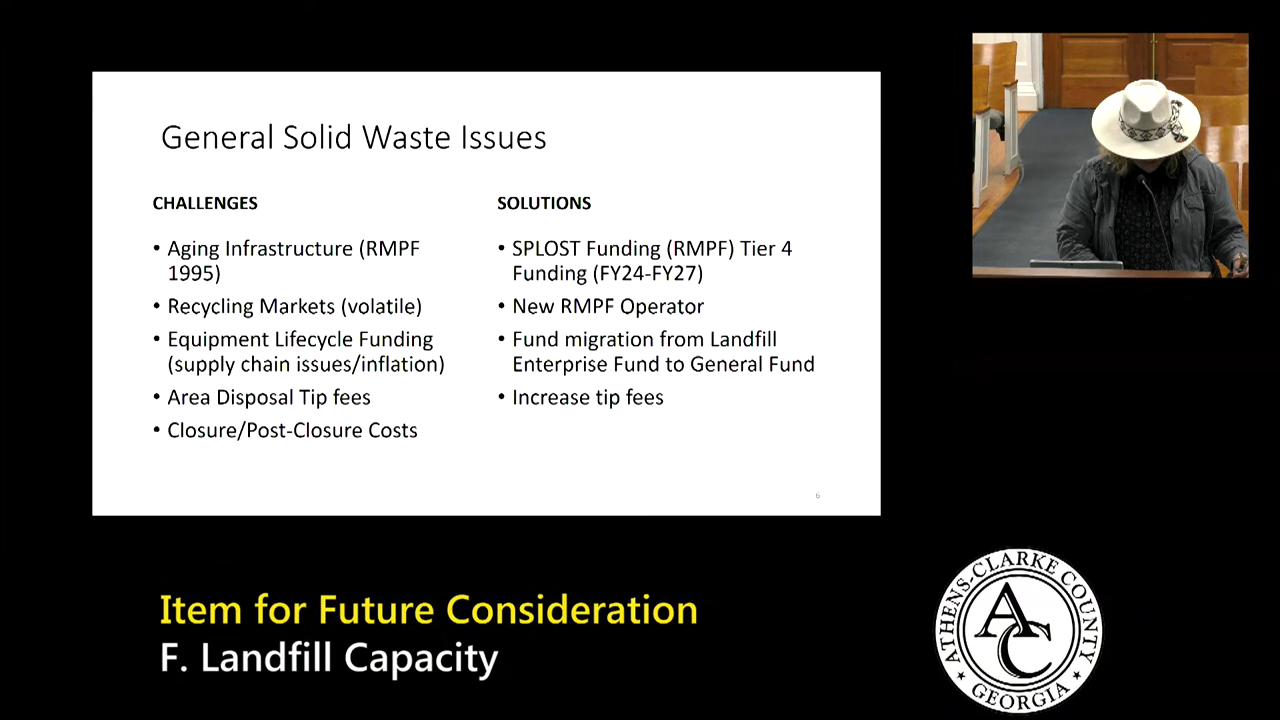 General Solid Waste Issues
CHALLENGES
• Aging Infrastructure (RMPF
1995)
• Recycling Markets (volatile)
• Equipment Lifecycle Funding
(supply chain issues/inflation)
• Area Disposal Tip fees
• Closure/Post-Closure Costs
SOLUTIONS
• SPLOST Funding (RMPF) Tier 4
Funding (FY24-FY27)
• New RMPF Operator
• Fund migration from Landfill
Enterprise Fund to General Fund
• Increase tip fees
6
Item for Future Consideration
F. Landfill Capacity
ATHENS-CLARKE COUNTY
AC
GEORGIA